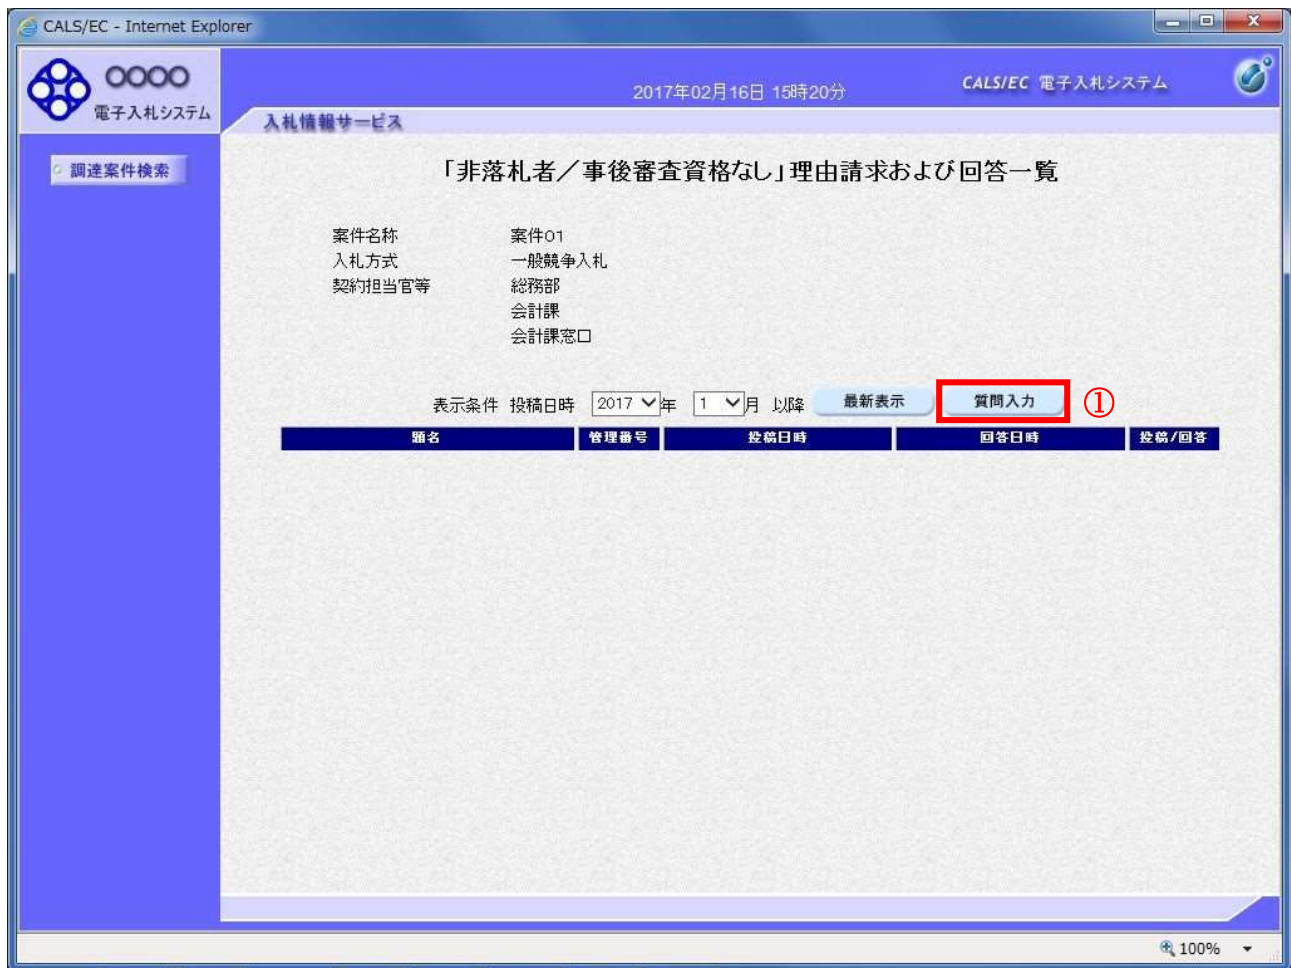 CALS/EC - Internet Explorer
〇〇〇〇
電子入札システム
2017年02月16日 15時20分
CALS/EC 電子入札システム
入札情報サービス
調達案件検索
「非落札者／事後審査資格なし」理由請求および回答一覧
案件名称 案件01
入札方式 一般競争入札
契約担当官等 総務部
会計課
会計課窓口
表示条件 投稿日時 2017 年 1 月 以降 最新表示 質問入力 ①
題名 管理番号 投稿日時 回答日時 投稿/回答
100%